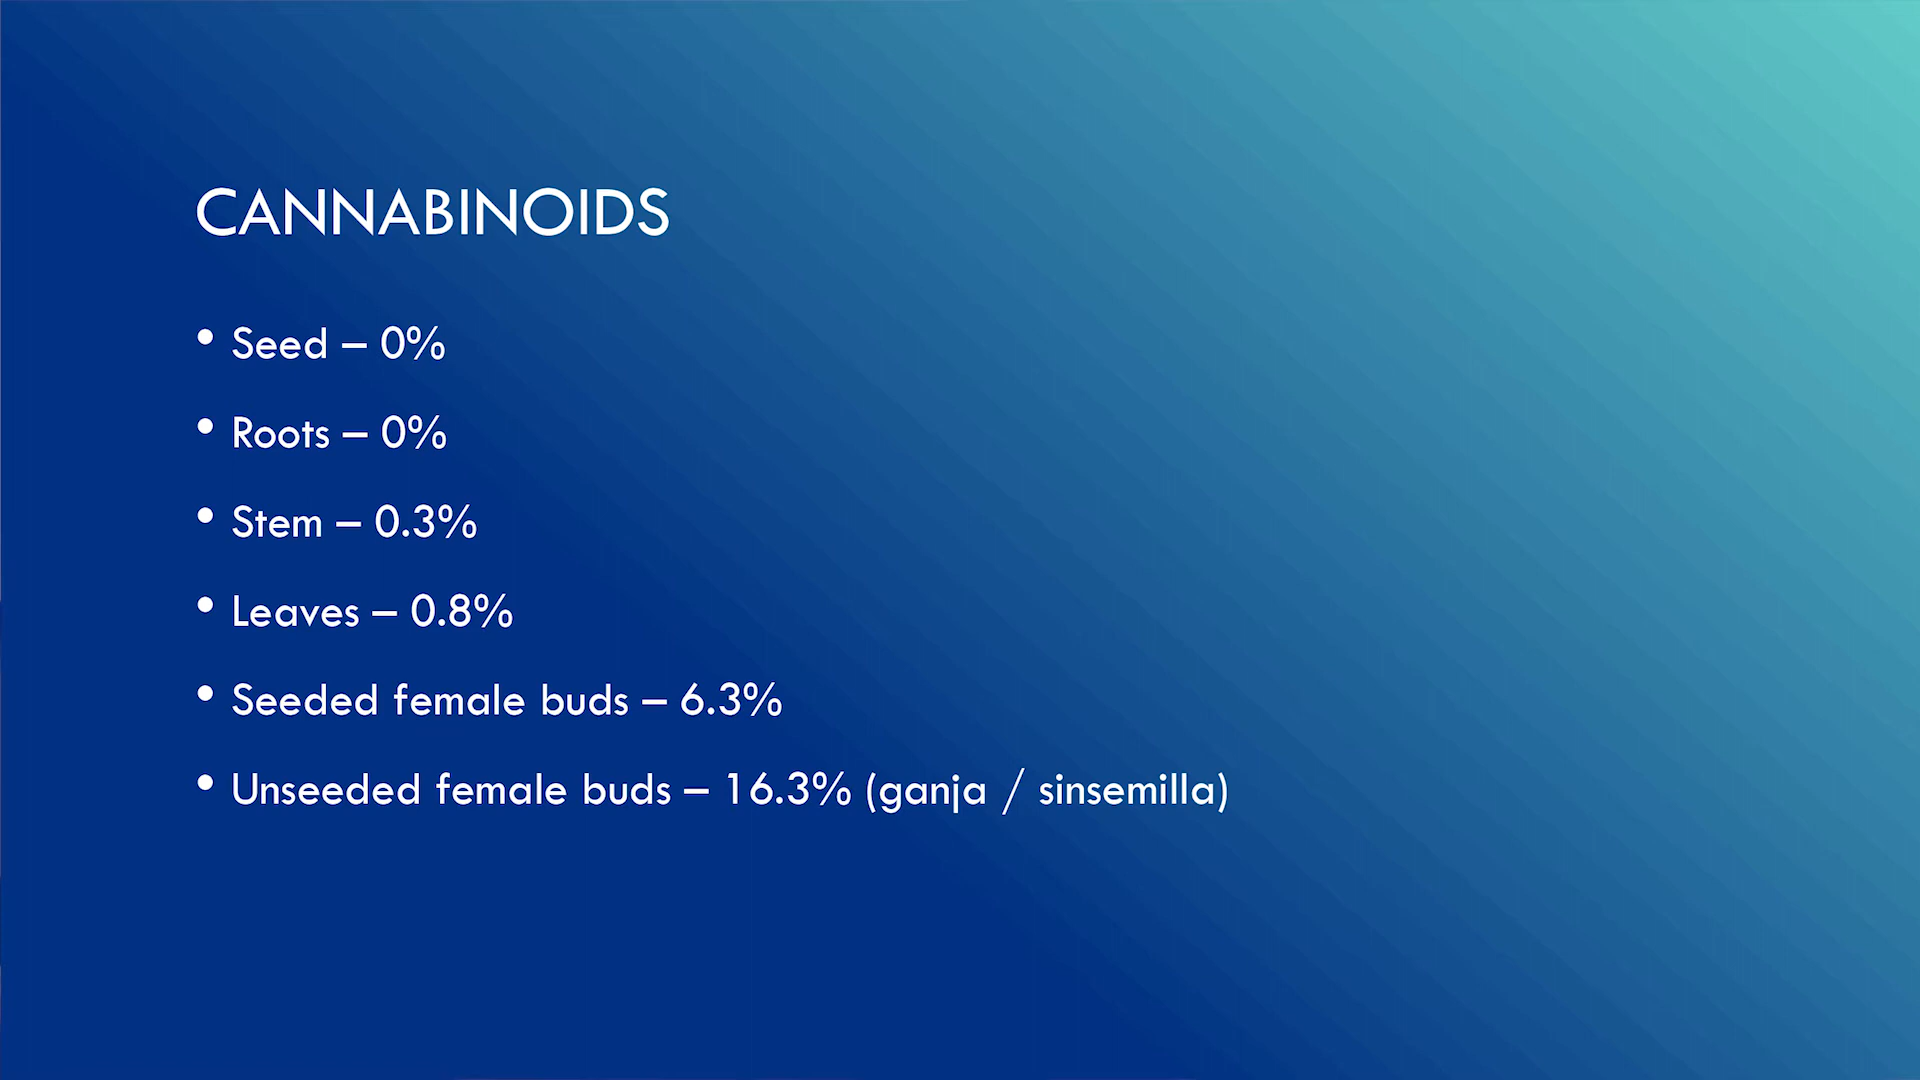 CANNABINOIDS
• Seed – 0%
• Roots – 0%
• Stem – 0.3%
• Leaves – 0.8%
• Seeded female buds – 6.3%
• Unseeded female buds – 16.3% (ganja / sinsemilla)